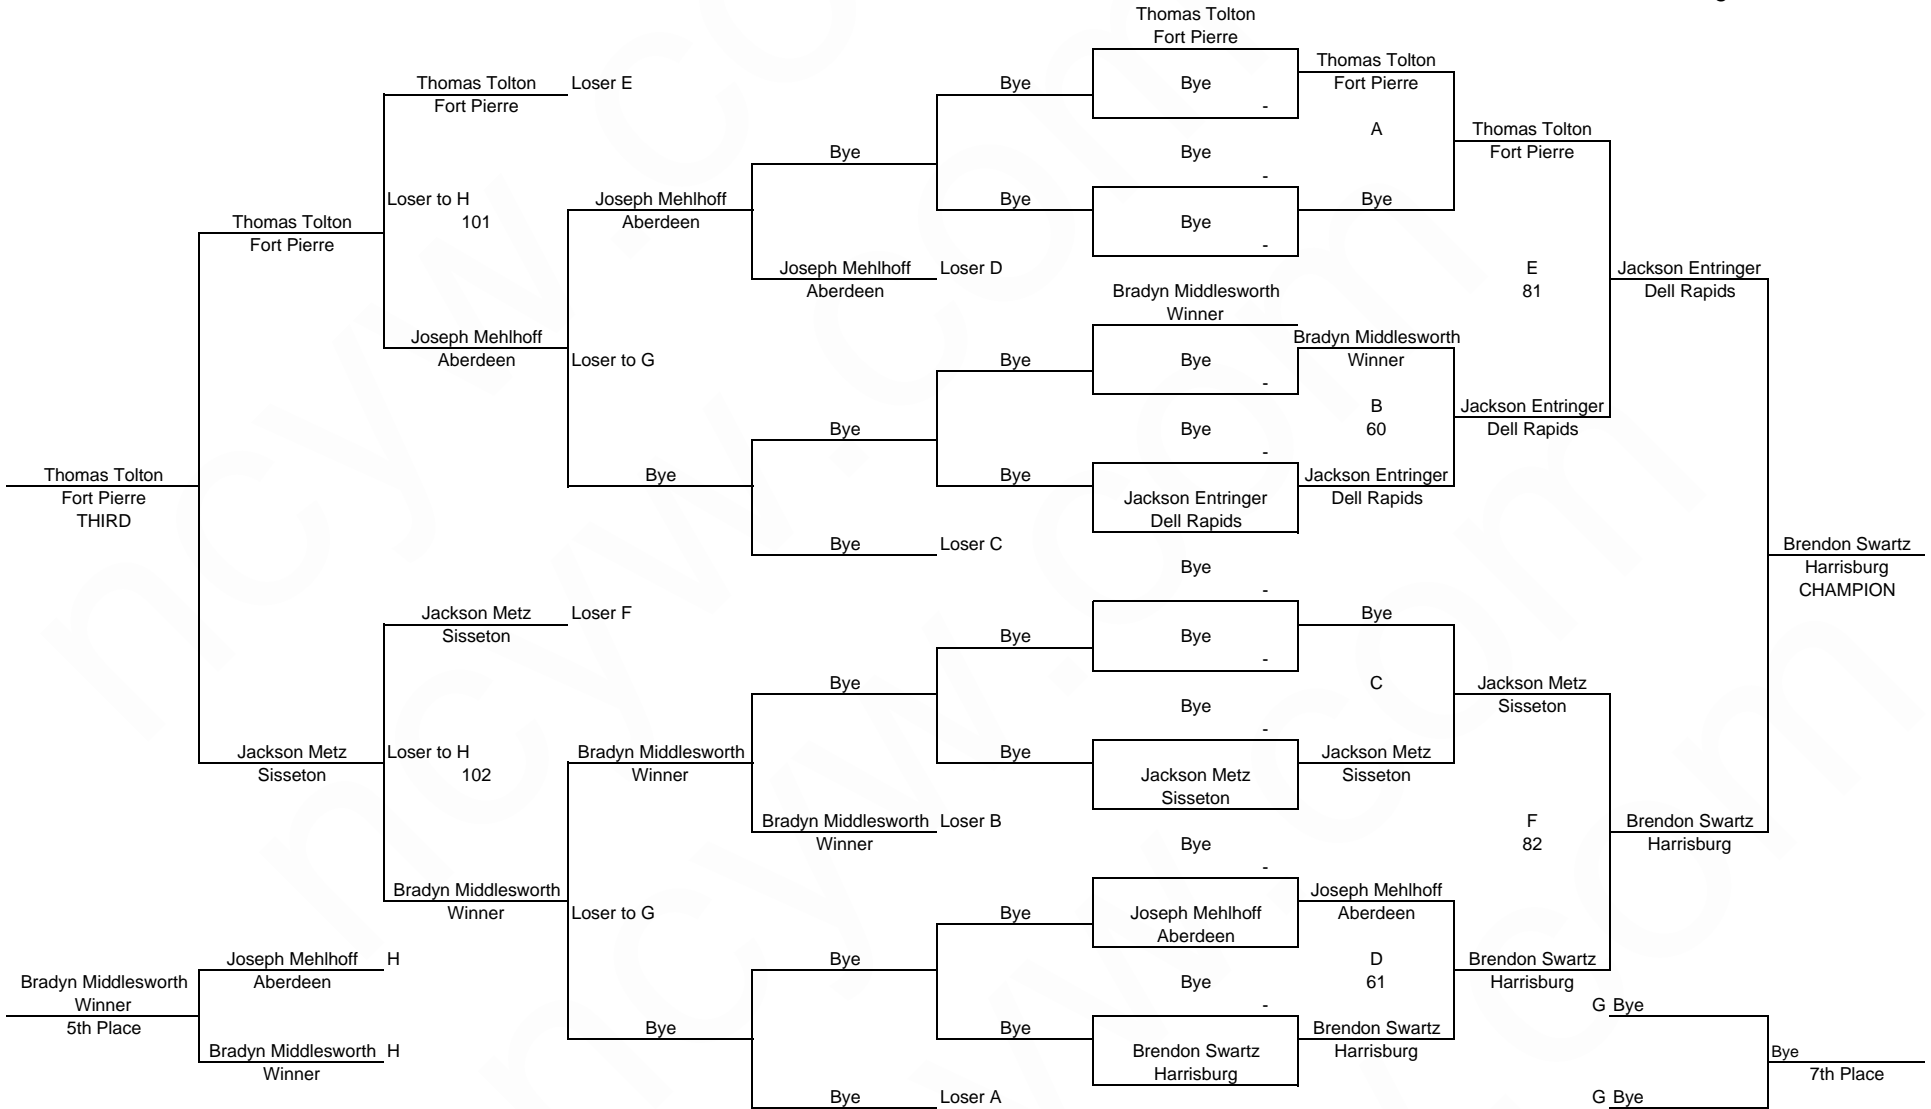 Thomas Tolton
Fort Pierre
Thomas Tolton
Fort Pierre
Loser E
Bye
Bye
-
Thomas Tolton
Fort Pierre
A
Thomas Tolton
Fort Pierre
Bye
Bye
-
Loser to H
101
Joseph Mehlhoff
Aberdeen
Bye
Bye
-
Bye
Thomas Tolton
Fort Pierre
Joseph Mehlhoff
Aberdeen
Loser D
E
81
Jackson Entringer
Dell Rapids
Bradyn Middlesworth
Winner
Joseph Mehlhoff
Aberdeen
Loser to G
Bye
Bye
-
Bradyn Middlesworth
Winner
B
60
Jackson Entringer
Dell Rapids
Bye
Bye
-
Thomas Tolton
Fort Pierre
THIRD
Bye
Bye
Jackson Entringer
Dell Rapids
Jackson Entringer
Dell Rapids
Bye
Loser C
Bye
-
Brendon Swartz
Harrisburg
CHAMPION
Jackson Metz
Sisseton
Loser F
Bye
Bye
-
Bye
Bye
C
Jackson Metz
Sisseton
Bye
-
Jackson Metz
Sisseton
Loser to H
102
Bradyn Middlesworth
Winner
Bye
Jackson Metz
Sisseton
Jackson Metz
Sisseton
Bradyn Middlesworth
Winner
Loser B
Bye
-
F
82
Brendon Swartz
Harrisburg
Bradyn Middlesworth
Winner
Loser to G
Bye
Joseph Mehlhoff
Aberdeen
Joseph Mehlhoff
Aberdeen
Joseph Mehlhoff
Aberdeen
H
Bradyn Middlesworth
Winner
5th Place
Bye
Bye
-
D
61
Brendon Swartz
Harrisburg
G Bye
Bradyn Middlesworth
Winner
H
Bye
Bye
Brendon Swartz
Harrisburg
Brendon Swartz
Harrisburg
Bye
7th Place
Bye
Loser A
G Bye
ncyw.com
ncyw.com
ncyw.com